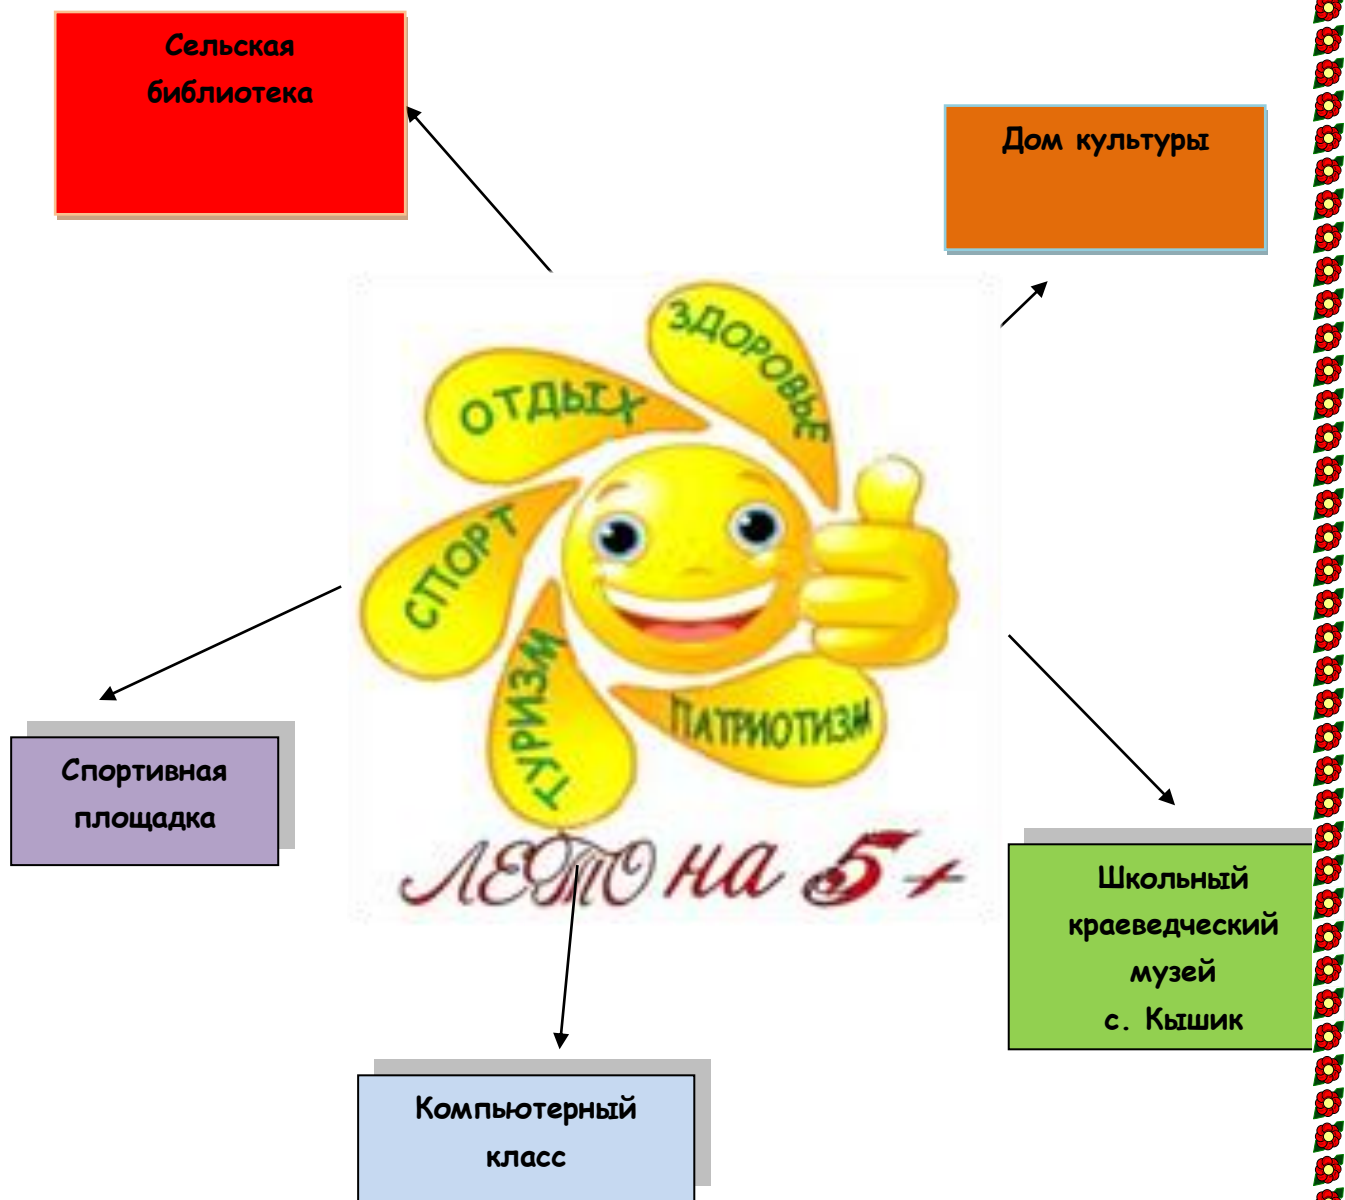 Сельская
библиотека
Дом культуры
ЗДОРОВЬЕ
ОТДЫХ
СПОРТ
ТУРИЗМ
ПАТРИОТИЗМ
ЛЕТО на 5+
Спортивная
площадка
Школьный
краеведческий
музей
с. Кышик
Компьютерный
класс